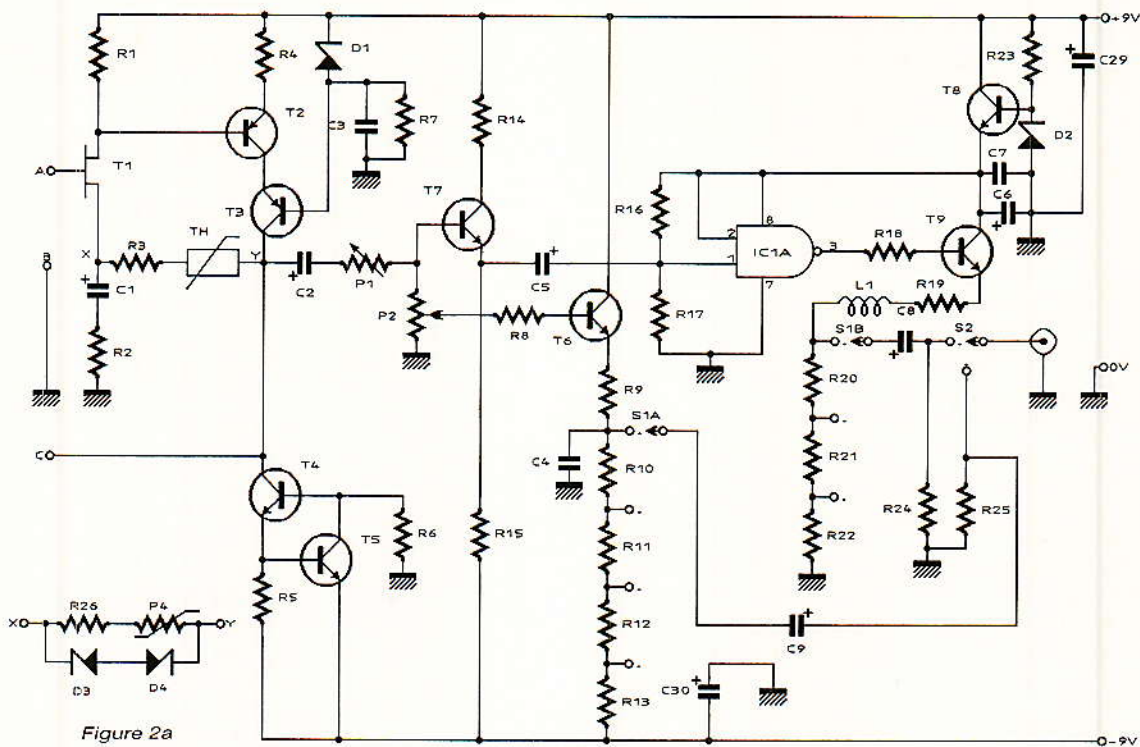 +9V
R1
R4
D1
R23
C29
T8
T2
C3
R7
R14
D2
A
T1
T7
C7
T3
R16
C6
TH
2
8
T9
X
R3
Y
IC1A
3
R18
B
1
L1
R19
C1
C2
P1
C5
7
C8
P2
R17
S1B
S2
R2
R8
T6
R20
0V
R9
S1A
C
T4
C4
R10
R21
R24
R25
T5
R6
R15
R11
R22
R5
R26
P4
X
Y
R12
C9
D3
D4
C30
R13
Figure 2a
-9V